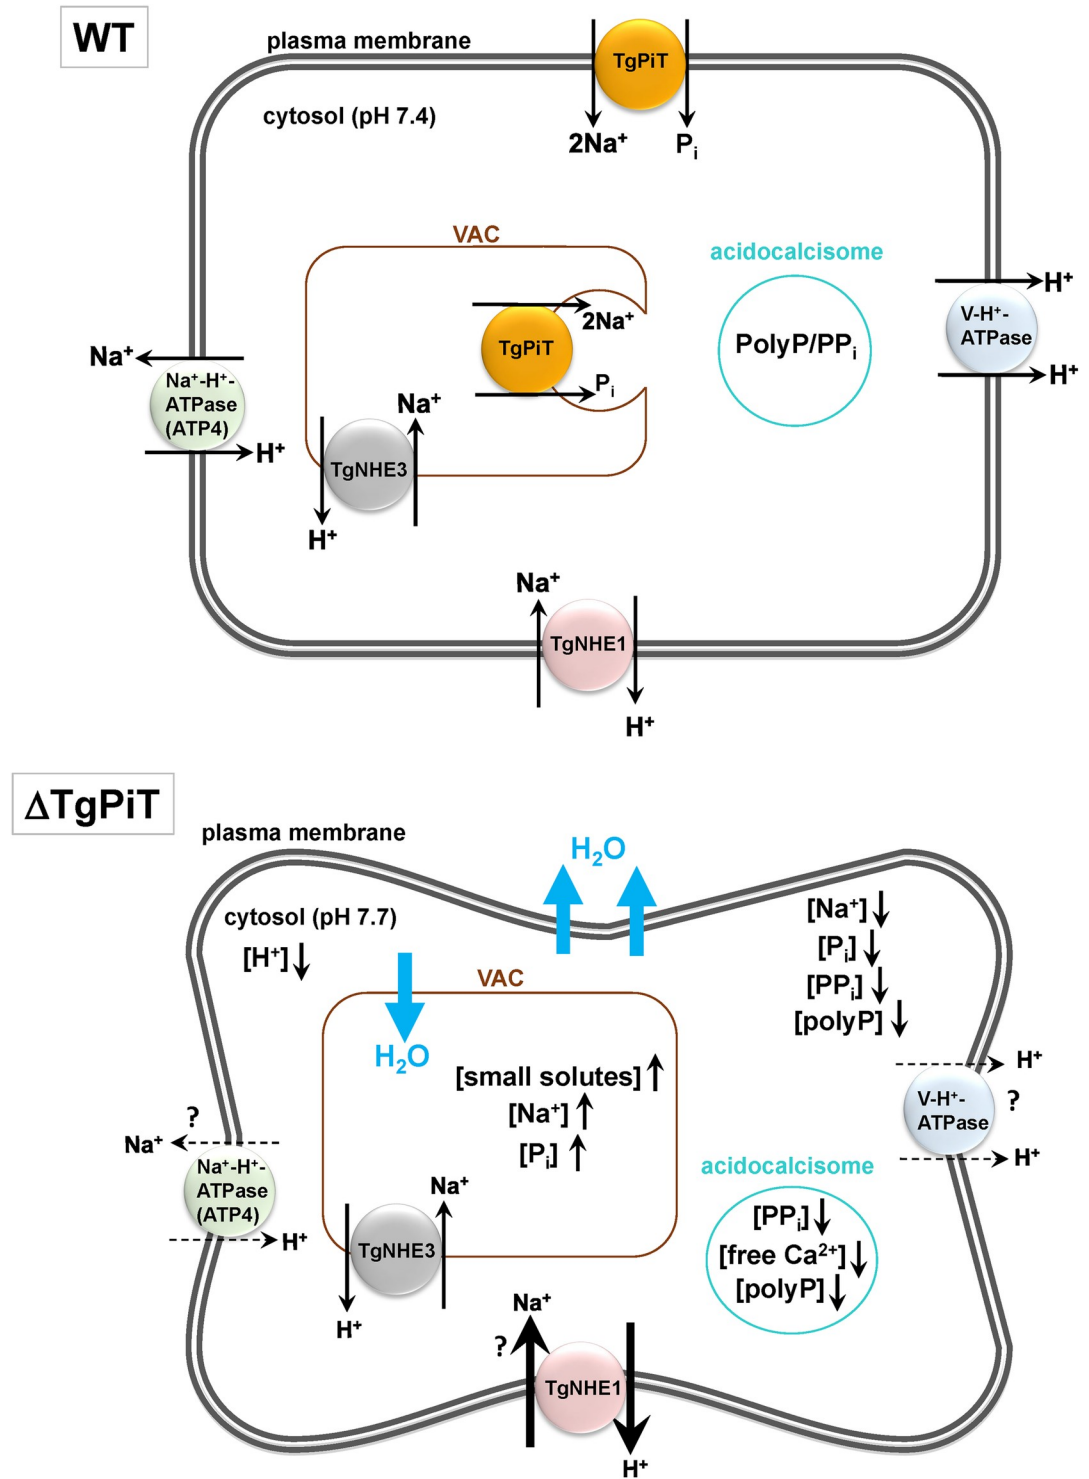 WT
plasma membrane
TgPiT
cytosol (pH 7.4)
2Na⁺
Pᵢ
VAC
acidocalcisome
H⁺
2Na⁺
V-H⁺-
ATPase
TgPiT
PolyP/PPᵢ
Na⁺
H⁺
Na⁺-H⁺-
ATPase
(ATP4)
Pᵢ
Na⁺
H⁺
TgNHE3
H⁺
Na⁺
TgNHE1
H⁺
ΔTgPiT
plasma membrane
H₂O
cytosol (pH 7.7)
[H⁺]
[Na⁺]
[Pᵢ]
[PPᵢ]
[polyP]
VAC
H₂O
[small solutes]
[Na⁺]
[Pᵢ]
H⁺
V-H⁺-
ATPase
?
H⁺
?
Na⁺
Na⁺-H⁺-
ATPase
(ATP4)
H⁺
acidocalcisome
[PPᵢ]
[free Ca²⁺]
[polyP]
Na⁺
TgNHE3
H⁺
Na⁺
?
TgNHE1
H⁺